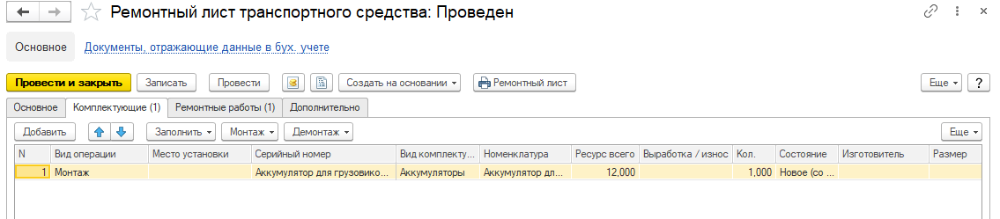 Ремонтный лист транспортного средства: Проведен
Основное Документы, отражающие данные в бух. учете
Провести и закрыть Записать Провести Создать на основании Ремонтный лист Еще ?
Основное Комплектующие (1) Ремонтные работы (1) Дополнительно
Добавить Заполнить Монтаж Демонтаж Еще
N Вид операции Место установки Серийный номер Вид комплекту... Номенклатура Ресурс всего Выработка / износ Кол. Состояние Изготовитель Размер
1 Монтаж Аккумулятор для грузовико... Аккумуляторы Аккумулятор дл... 12,000 1,000 Новое (со ...